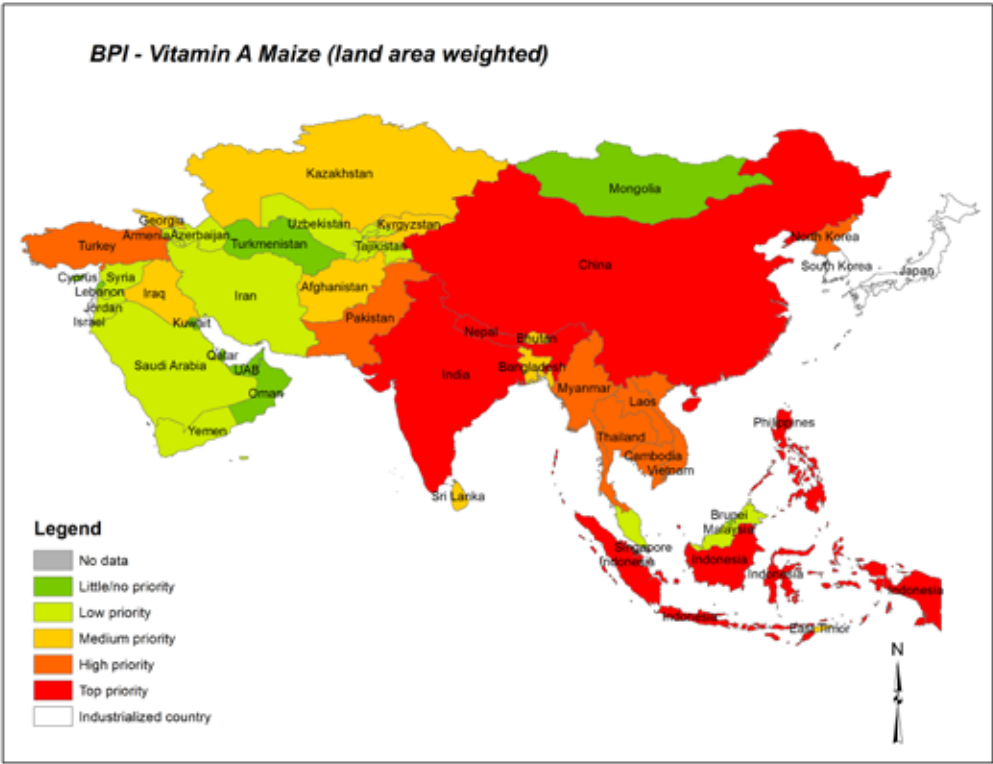 BPI - Vitamin A Maize (land area weighted)
Kazakhstan
Mongolia
Georgia
Uzbekistan
Kyrgyzstan
Armenia
Azerbaijan
Turkey
Turkmenistan
Tajikistan
North Korea
China
South Korea
Japan
Cyprus
Syria
Lebanon
Iraq
Iran
Afghanistan
Jordan
Israel
Kuwait
Pakistan
Nepal
Bhutan
Qatar
Saudi Arabia
UAB
India
Bangladesh
Oman
Myanmar
Laos
Yemen
Philippines
Thailand
Cambodia
Vietnam
Sri Lanka
Brunei
Malaysia
Singapore
Indonesia
Indonesia
Indonesia
Indonesia
Indonesia
East Timor
Legend
No data
Little/no priority
Low priority
Medium priority
High priority
Top priority
Industrialized country
N